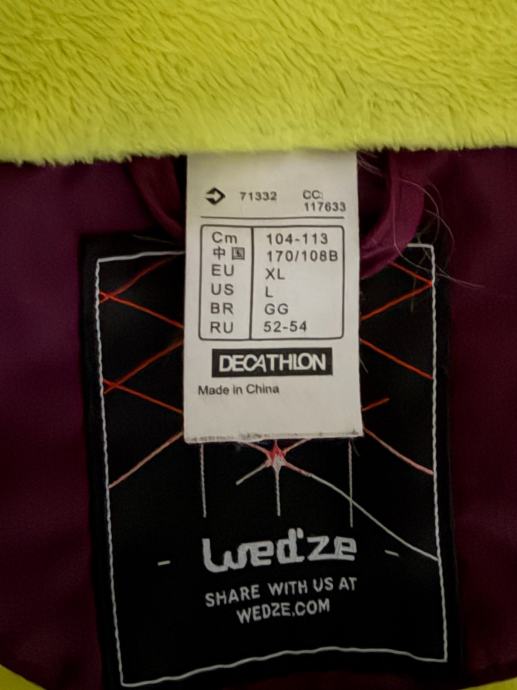 71332 CC:
117633
Cm 104-113
中国 170/108B
EU XL
US L
BR GG
RU 52-54
DECATHLON
Made in China
wed'ze
SHARE WITH US AT
WEDZE.COM